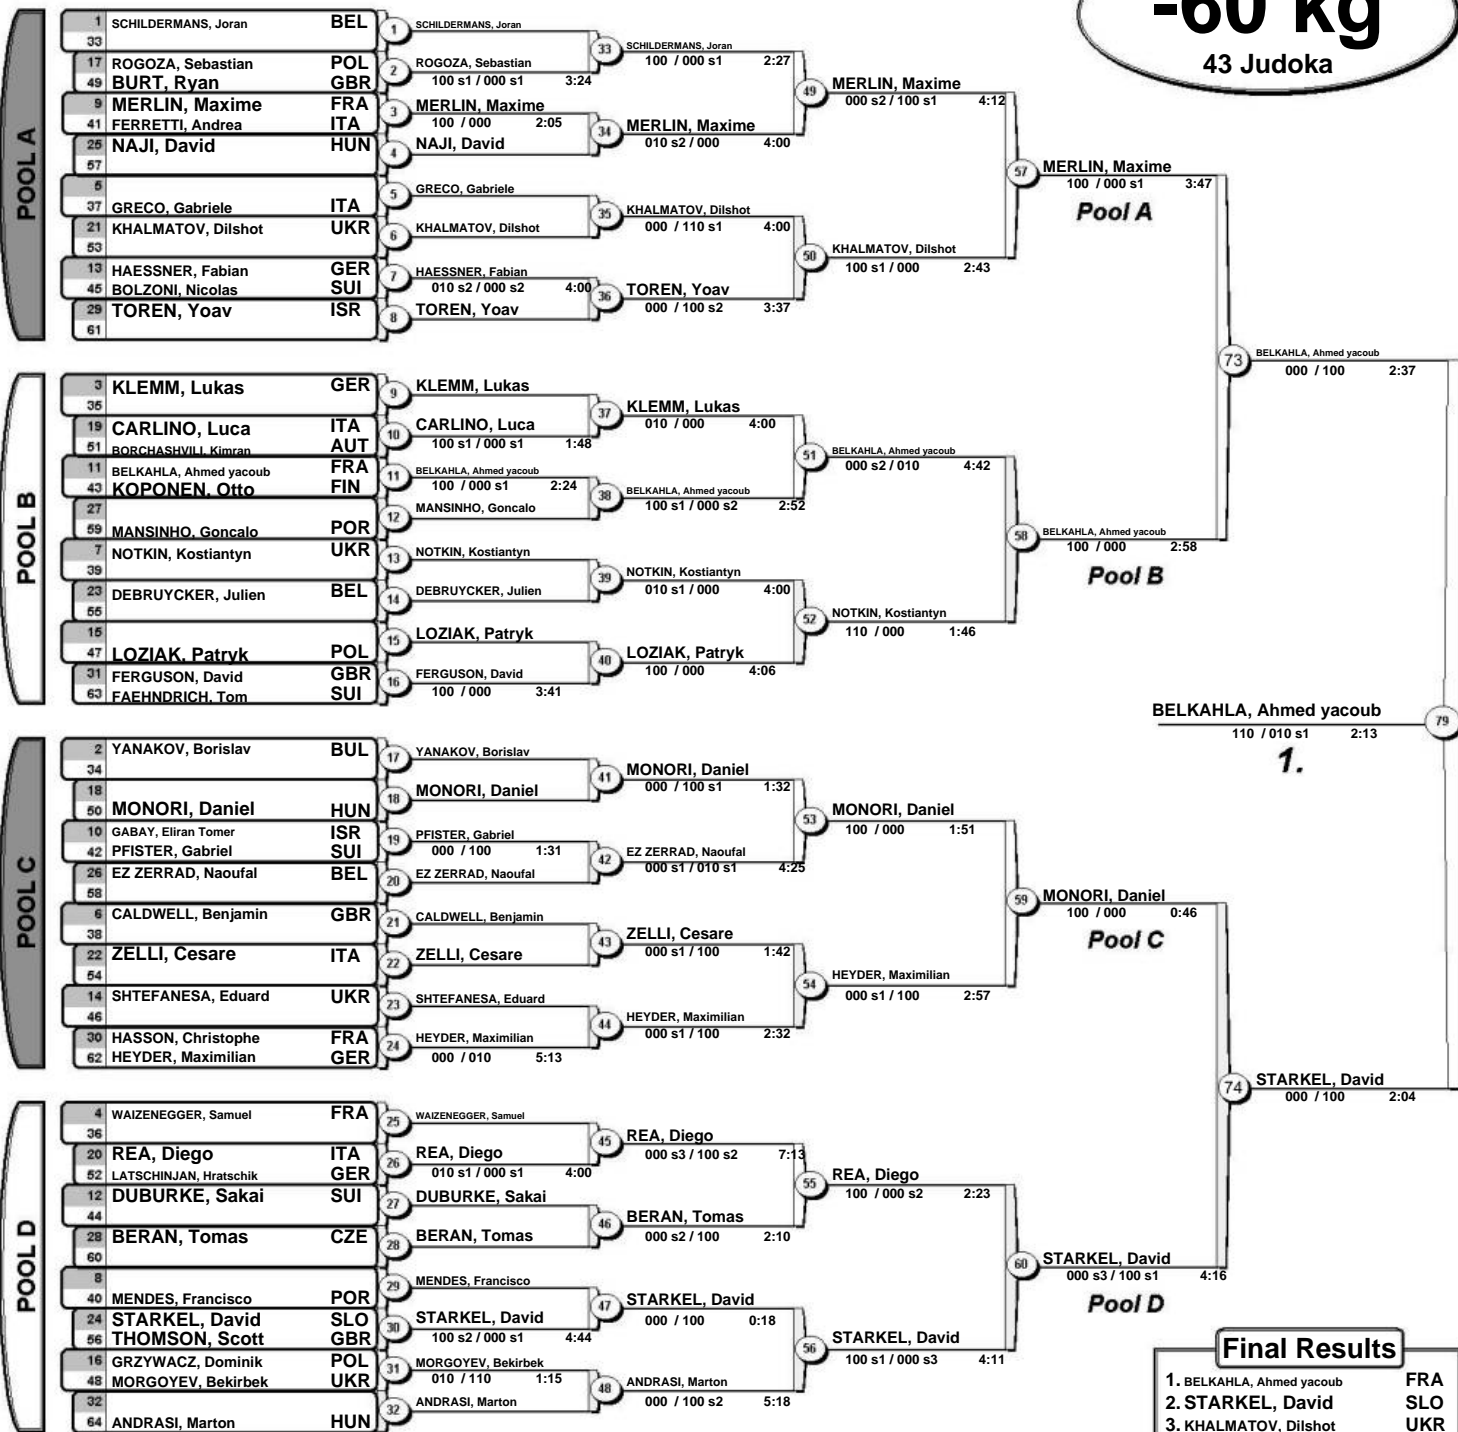 -60 kg
43 Judoka
POOL A
1 SCHILDERMANS, Joran BEL
33
17 ROGOZA, Sebastian POL
49 BURT, Ryan GBR
9 MERLIN, Maxime FRA
41 FERRETTI, Andrea ITA
25 NAJI, David HUN
57
5
37 GRECO, Gabriele ITA
21 KHALMATOV, Dilshot UKR
53
13 HAESSNER, Fabian GER
45 BOLZONI, Nicolas SUI
29 TOREN, Yoav ISR
61
1 SCHILDERMANS, Joran
2 ROGOZA, Sebastian
100 s1 / 000 s1 3:24
3 MERLIN, Maxime
100 / 000 2:05
4 NAJI, David
5 GRECO, Gabriele
6 KHALMATOV, Dilshot
7 HAESSNER, Fabian
010 s2 / 000 s2 4:00
8 TOREN, Yoav
33 SCHILDERMANS, Joran
100 / 000 s1 2:27
34 MERLIN, Maxime
010 s2 / 000 4:00
35 KHALMATOV, Dilshot
000 / 110 s1 4:00
36 TOREN, Yoav
000 / 100 s2 3:37
49 MERLIN, Maxime
000 s2 / 100 s1 4:12
50 KHALMATOV, Dilshot
100 s1 / 000 2:43
57 MERLIN, Maxime
100 / 000 s1 3:47
Pool A
POOL B
3 KLEMM, Lukas GER
35
19 CARLINO, Luca ITA
51 BORCHASHVILI, Kimran AUT
11 BELKAHLA, Ahmed yacoub FRA
43 KOPONEN, Otto FIN
27
59 MANSINHO, Goncalo POR
7 NOTKIN, Kostiantyn UKR
39
23 DEBRUYCKER, Julien BEL
55
15
47 LOZIAK, Patryk POL
31 FERGUSON, David GBR
63 FAEHNDRICH, Tom SUI
9 KLEMM, Lukas
10 CARLINO, Luca
100 s1 / 000 s1 1:48
11 BELKAHLA, Ahmed yacoub
100 / 000 s1 2:24
12 MANSINHO, Goncalo
13 NOTKIN, Kostiantyn
14 DEBRUYCKER, Julien
15 LOZIAK, Patryk
16 FERGUSON, David
100 / 000 3:41
37 KLEMM, Lukas
010 / 000 4:00
38 BELKAHLA, Ahmed yacoub
100 s1 / 000 s2 2:52
39 NOTKIN, Kostiantyn
010 s1 / 000 4:00
40 LOZIAK, Patryk
100 / 000 4:06
51 BELKAHLA, Ahmed yacoub
000 s2 / 010 4:42
52 NOTKIN, Kostiantyn
110 / 000 1:46
58 BELKAHLA, Ahmed yacoub
100 / 000 2:58
Pool B
73 BELKAHLA, Ahmed yacoub
000 / 100 2:37
BELKAHLA, Ahmed yacoub 79
110 / 010 s1 2:13
1.
POOL C
2 YANAKOV, Borislav BUL
34
18
50 MONORI, Daniel HUN
10 GABAY, Eliran Tomer ISR
42 PFISTER, Gabriel SUI
26 EZ ZERRAD, Naoufal BEL
58
6 CALDWELL, Benjamin GBR
38
22 ZELLI, Cesare ITA
54
14 SHTEFANESA, Eduard UKR
46
30 HASSON, Christophe FRA
62 HEYDER, Maximilian GER
17 YANAKOV, Borislav
18 MONORI, Daniel
19 PFISTER, Gabriel
000 / 100 1:31
20 EZ ZERRAD, Naoufal
21 CALDWELL, Benjamin
22 ZELLI, Cesare
23 SHTEFANESA, Eduard
24 HEYDER, Maximilian
000 / 010 5:13
41 MONORI, Daniel
000 / 100 s1 1:32
42 EZ ZERRAD, Naoufal
000 s1 / 010 s1 4:25
43 ZELLI, Cesare
000 s1 / 100 1:42
44 HEYDER, Maximilian
000 s1 / 100 2:32
53 MONORI, Daniel
100 / 000 1:51
54 HEYDER, Maximilian
000 s1 / 100 2:57
59 MONORI, Daniel
100 / 000 0:46
Pool C
POOL D
4 WAIZENEGGER, Samuel FRA
36
20 REA, Diego ITA
52 LATSCHINJAN, Hratschik GER
12 DUBURKE, Sakai SUI
44
28 BERAN, Tomas CZE
60
8
40 MENDES, Francisco POR
24 STARKEL, David SLO
56 THOMSON, Scott GBR
16 GRZYWACZ, Dominik POL
48 MORGOYEV, Bekirbek UKR
32
64 ANDRASI, Marton HUN
25 WAIZENEGGER, Samuel
26 REA, Diego
010 s1 / 000 s1 4:00
27 DUBURKE, Sakai
28 BERAN, Tomas
29 MENDES, Francisco
30 STARKEL, David
100 s2 / 000 s1 4:44
31 MORGOYEV, Bekirbek
010 / 110 1:15
32 ANDRASI, Marton
45 REA, Diego
000 s3 / 100 s2 7:13
46 BERAN, Tomas
000 s2 / 100 2:10
47 STARKEL, David
000 / 100 0:18
48 ANDRASI, Marton
000 / 100 s2 5:18
55 REA, Diego
100 / 000 s2 2:23
56 STARKEL, David
100 s1 / 000 s3 4:11
60 STARKEL, David
000 s3 / 100 s1 4:16
Pool D
74 STARKEL, David
000 / 100 2:04
Final Results
1. BELKAHLA, Ahmed yacoub FRA
2. STARKEL, David SLO
3. KHALMATOV, Dilshot UKR